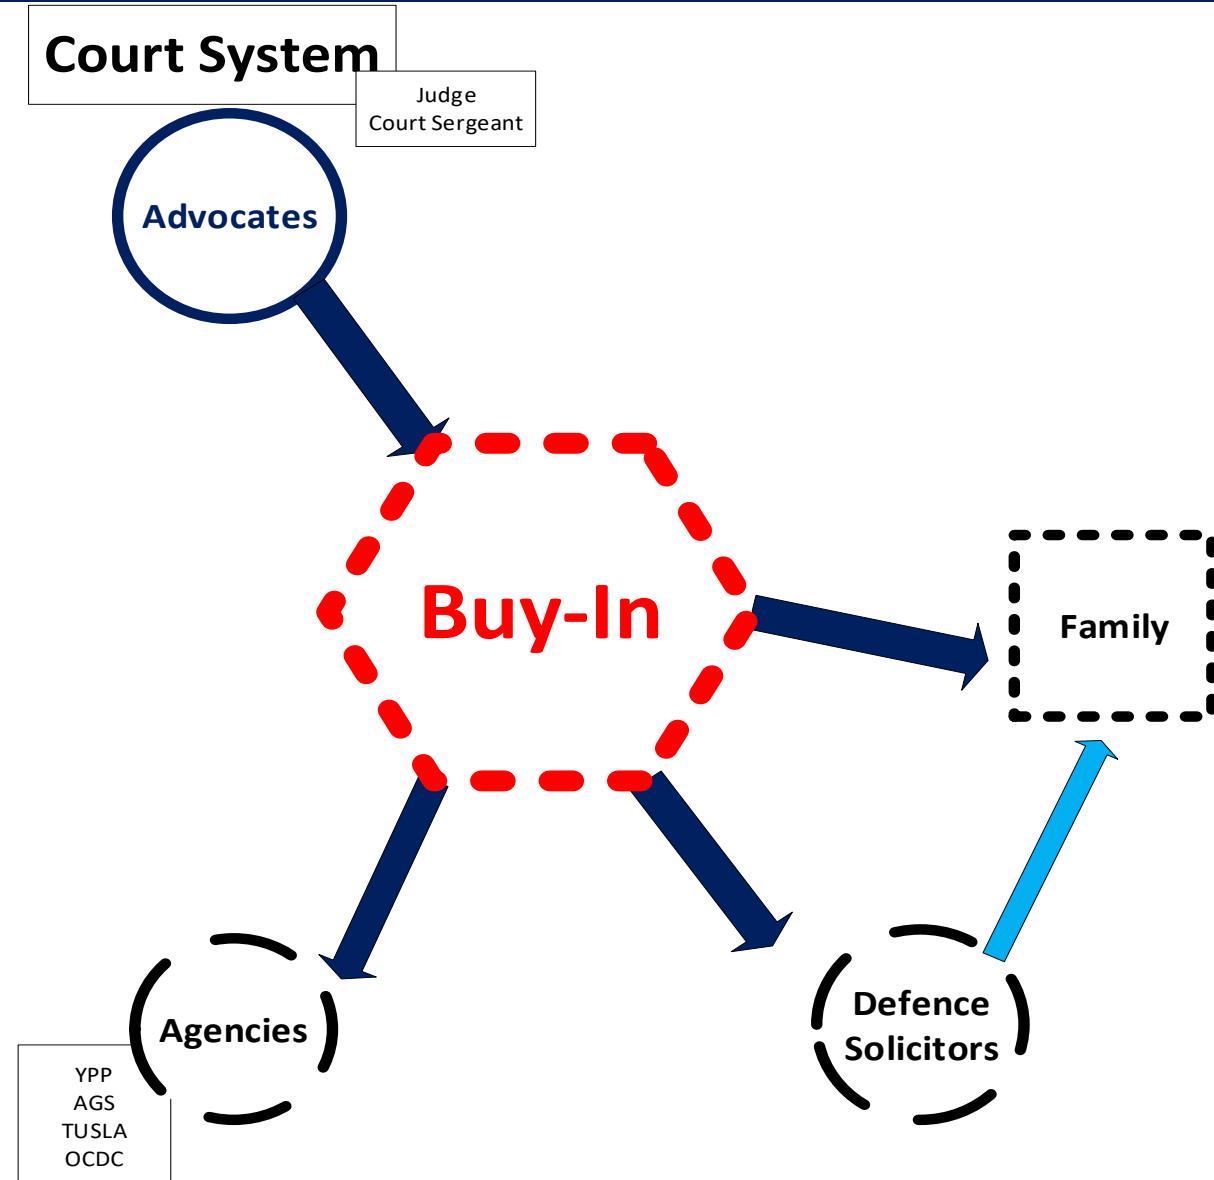 Court System
Judge
Court Sergeant
Advocates
Buy-In
Family
Agencies
YPP
AGS
TUSLA
OCDC
Defence
Solicitors